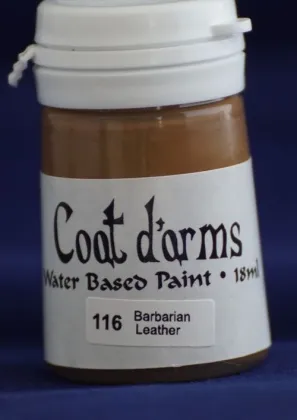 Coat d'arms
Water Based Paint • 18ml
116 Barbarian
Leather